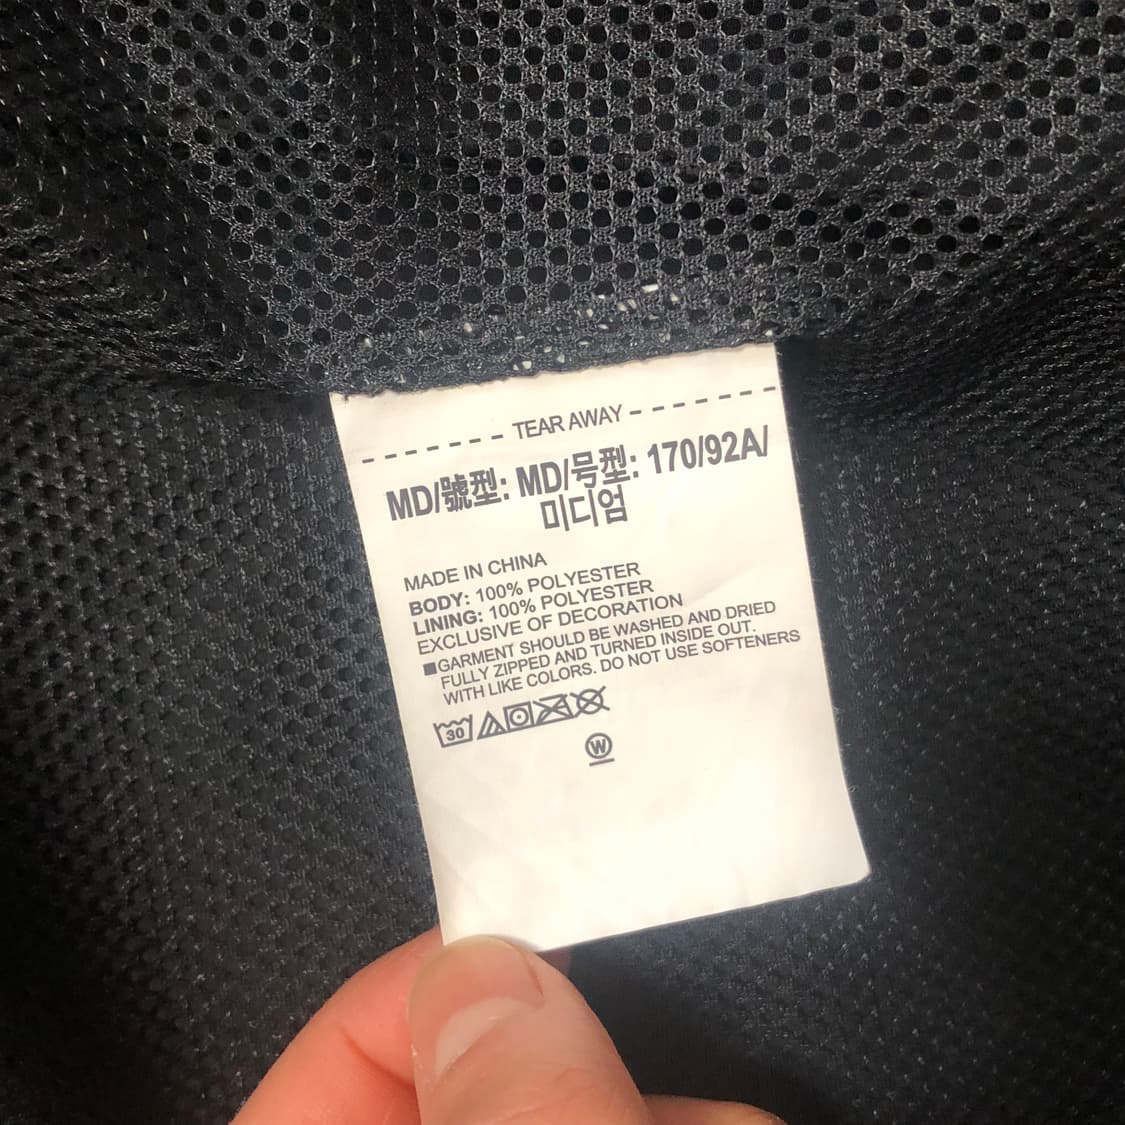 TEAR AWAY
MD/號型: MD/号型: 170/92A/
미디엄
MADE IN CHINA
BODY: 100% POLYESTER
LINING: 100% POLYESTER
EXCLUSIVE OF DECORATION
■GARMENT SHOULD BE WASHED AND DRIED
FULLY ZIPPED AND TURNED INSIDE OUT.
WITH LIKE COLORS. DO NOT USE SOFTENERS
30
W